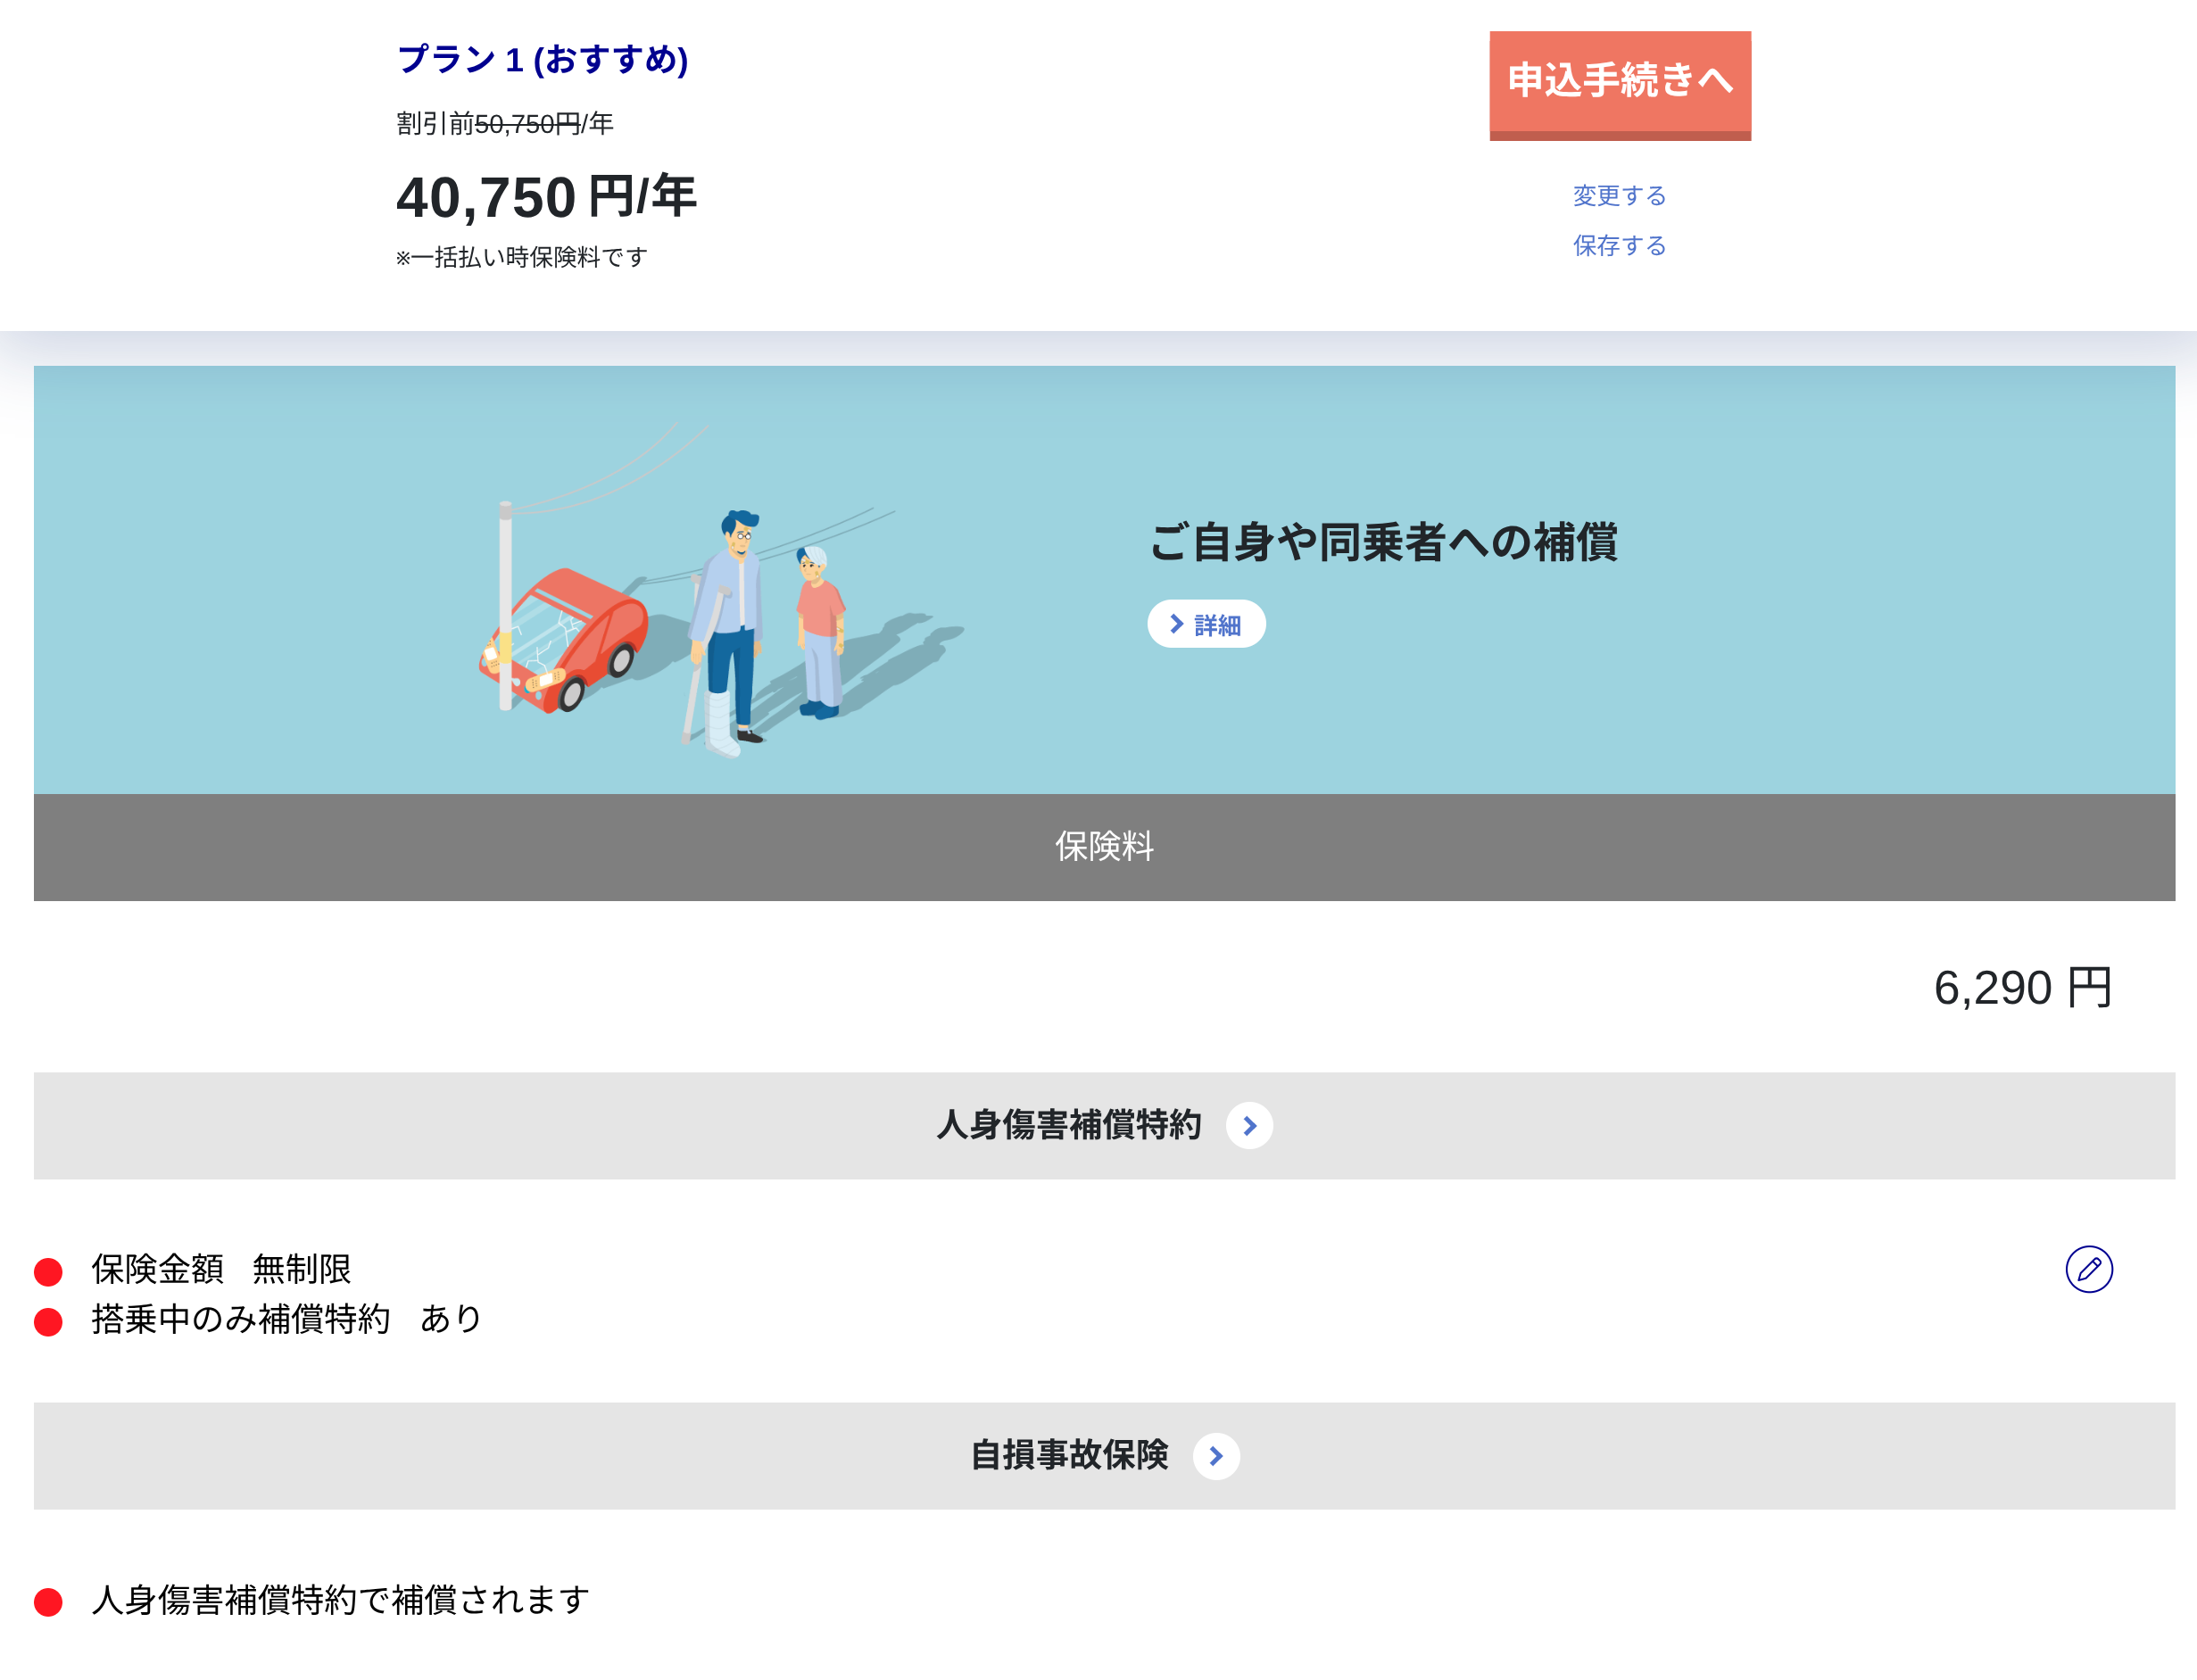 プラン 1 (おすすめ)
割引前50,750円/年
40,750 円/年
※一括払い時保険料です
申込手続きへ
変更する
保存する
ご自身や同乗者への補償
詳細
保険料
6,290 円
人身傷害補償特約
保険金額 無制限
搭乗中のみ補償特約 あり
自損事故保険
人身傷害補償特約で補償されます